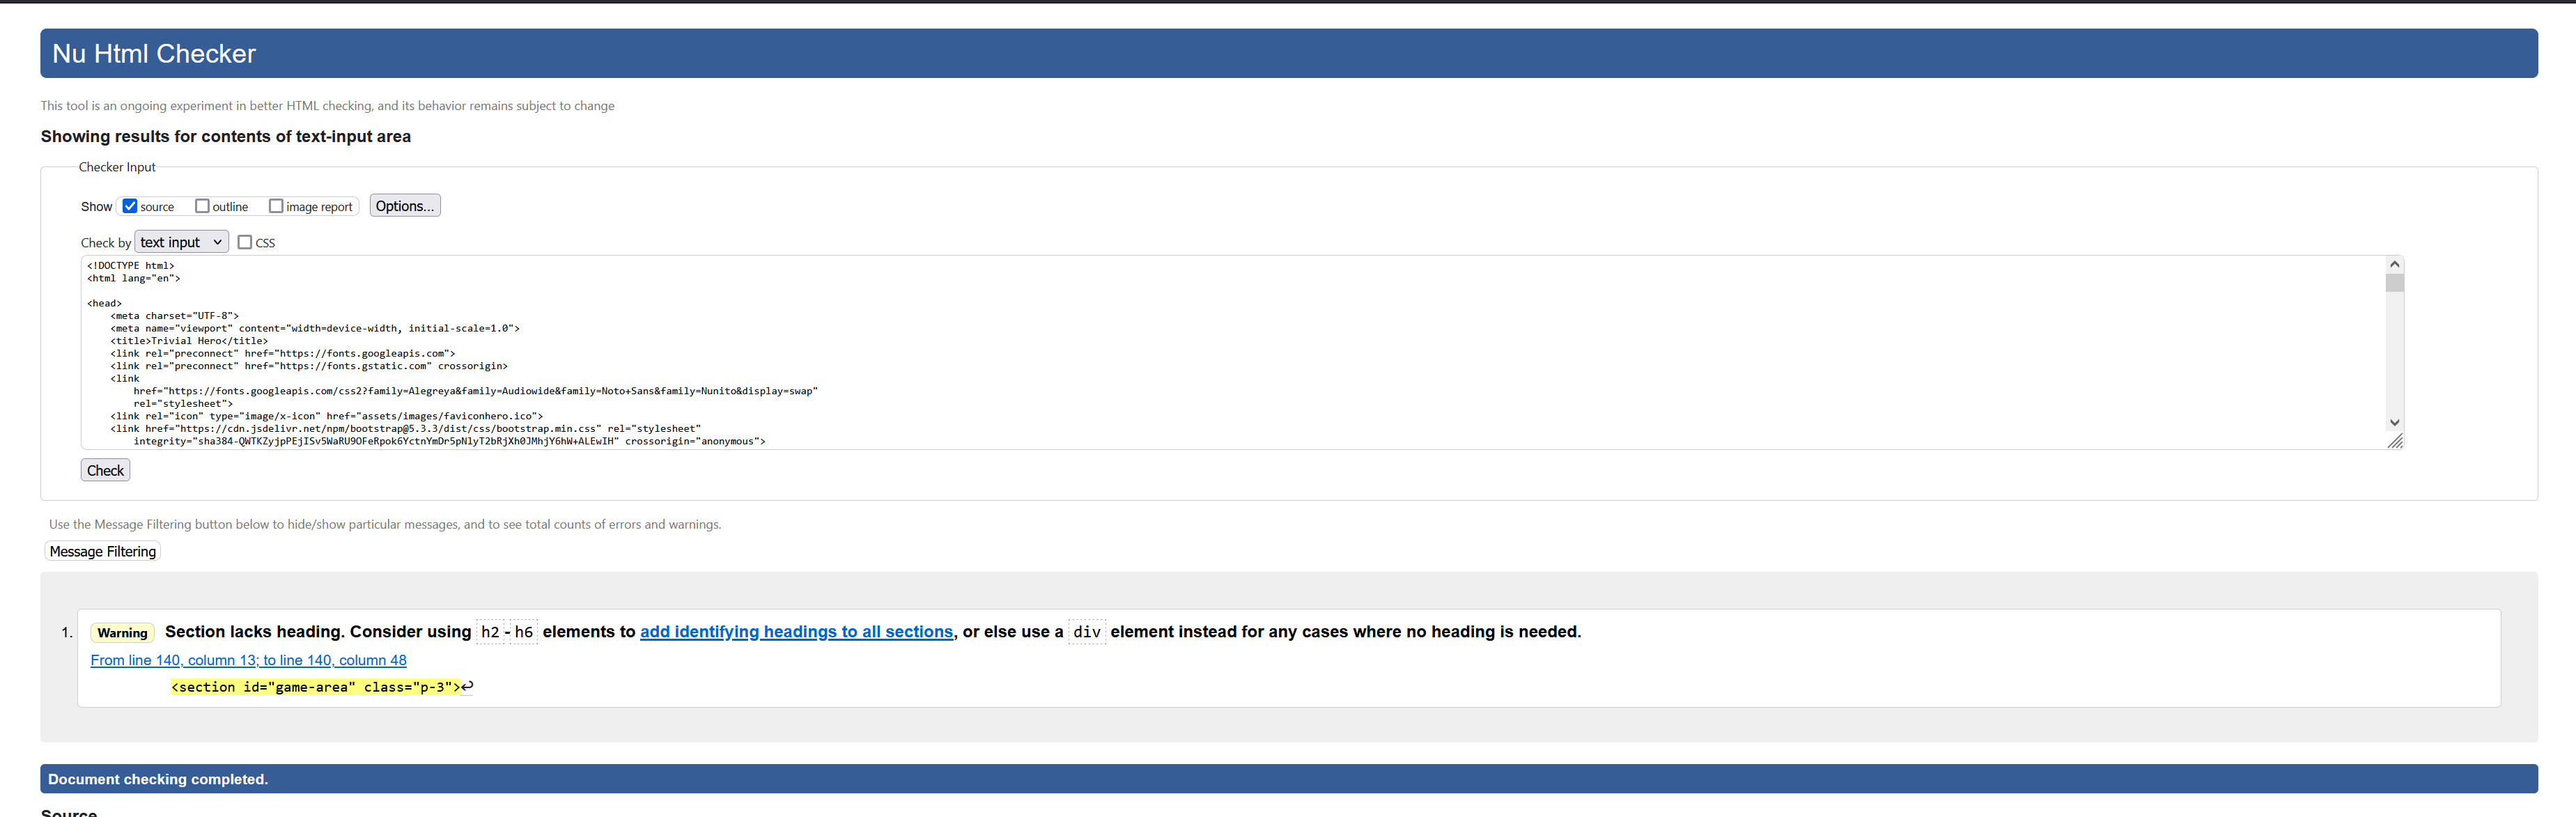 Nu Html Checker
This tool is an ongoing experiment in better HTML checking, and its behavior remains subject to change
Showing results for contents of text-input area
Checker Input
Show source outline image report Options...
Check by text input CSS
<!DOCTYPE html>
<html lang="en">
<head>
<meta charset="UTF-8">
<meta name="viewport" content="width=device-width, initial-scale=1.0">
<title>Trivial Hero</title>
<link rel="preconnect" href="https://fonts.googleapis.com">
<link rel="preconnect" href="https://fonts.gstatic.com" crossorigin>
<link
href="https://fonts.googleapis.com/css2?family=Alegreya&family=Audiowide&family=Noto+Sans&family=Nunito&display=swap"
rel="stylesheet">
<link rel="icon" type="image/x-icon" href="assets/images/faviconhero.ico">
<link href="https://cdn.jsdelivr.net/npm/bootstrap@5.3.3/dist/css/bootstrap.min.css" rel="stylesheet"
integrity="sha384-QWTKZyjpPEjISv5WaRU9OFeRpok6YctnYmDr5pNlyT2bRjXh0JMhjY6hW+ALEwIH" crossorigin="anonymous">
Check
Use the Message Filtering button below to hide/show particular messages, and to see total counts of errors and warnings.
Message Filtering
1. Warning Section lacks heading. Consider using h2-h6 elements to add identifying headings to all sections, or else use a div element instead for any cases where no heading is needed.
From line 140, column 13; to line 140, column 48
<section id="game-area" class="p-3">↩
Document checking completed.
Source